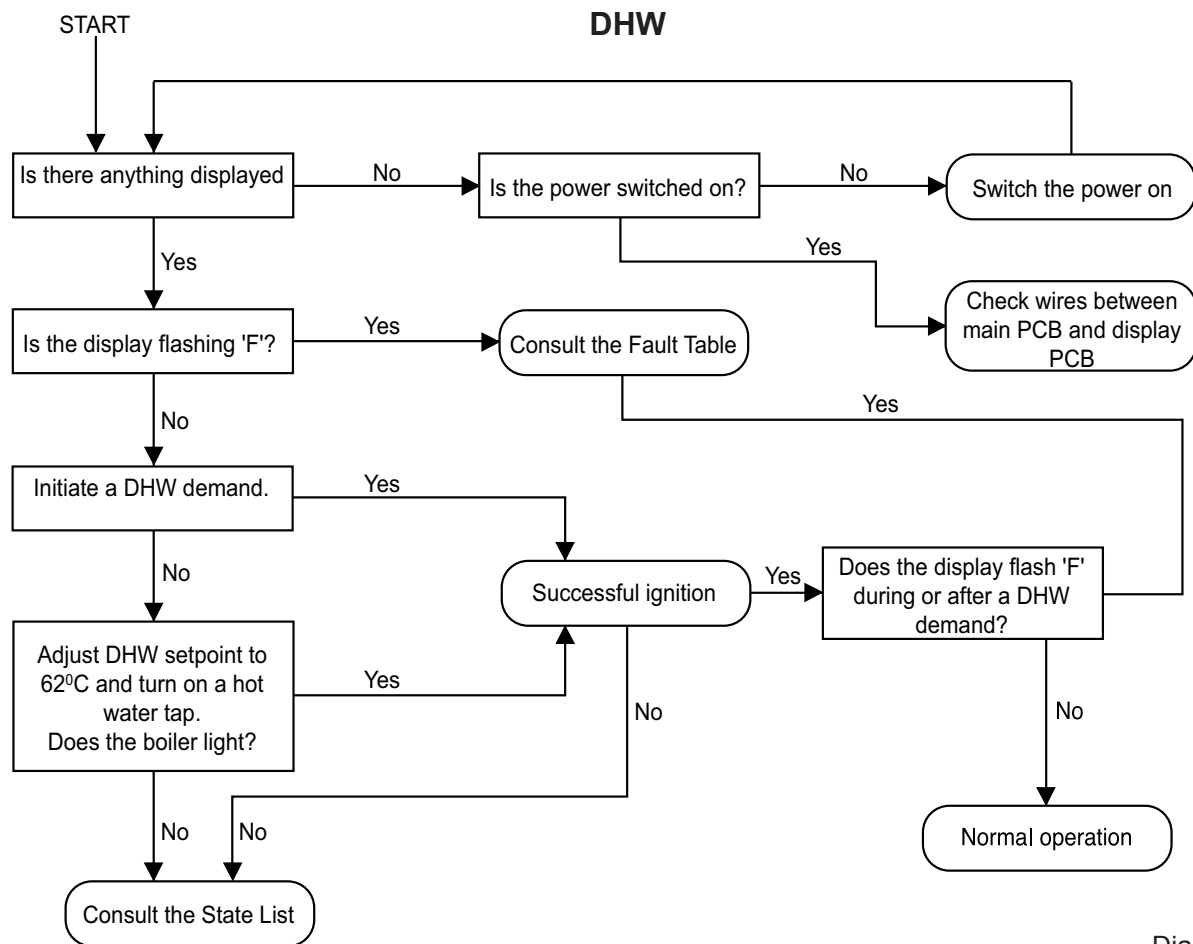 START
DHW
Is there anything displayed
No
Is the power switched on?
No
Switch the power on
Yes
Yes
Check wires between
main PCB and display
PCB
Is the display flashing 'F'?
Yes
Consult the Fault Table
Yes
No
Initiate a DHW demand.
Yes
No
Successful ignition
Yes
Does the display flash 'F'
during or after a DHW
demand?
Adjust DHW setpoint to
62⁰C and turn on a hot
water tap.
Does the boiler light?
Yes
No
No
No
No
Normal operation
Consult the State List